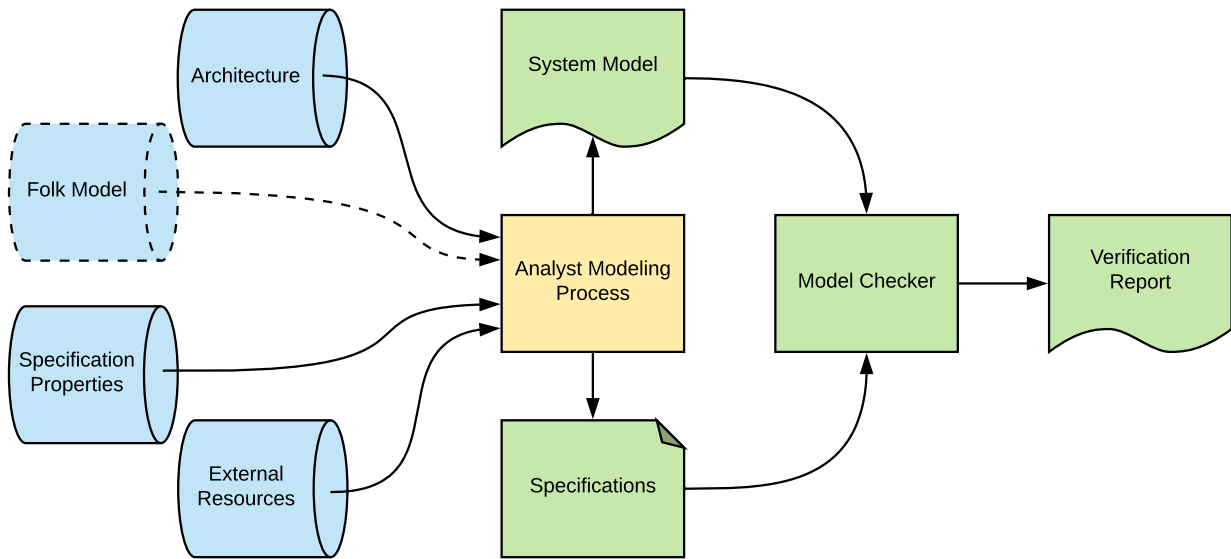 Architecture
Folk Model
Specification
Properties
External
Resources
System Model
Analyst Modeling
Process
Specifications
Model Checker
Verification
Report